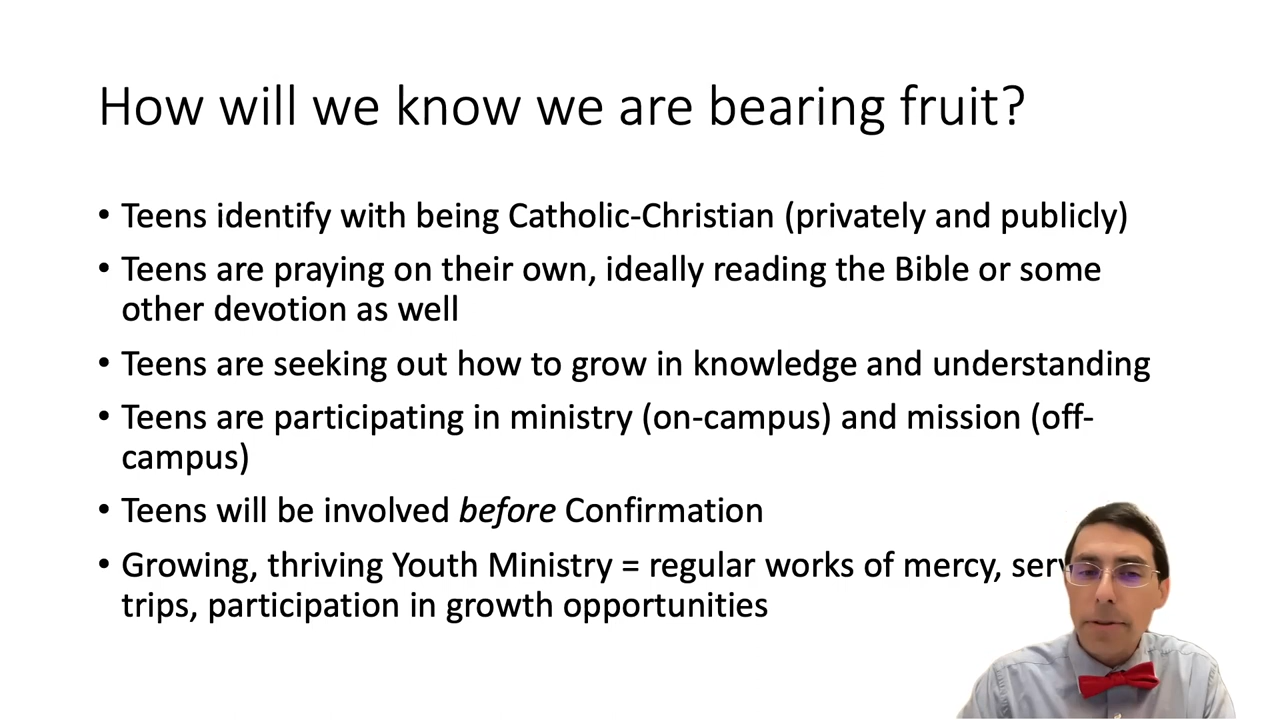 How will we know we are bearing fruit?
• Teens identify with being Catholic-Christian (privately and publicly)
• Teens are praying on their own, ideally reading the Bible or some
other devotion as well
• Teens are seeking out how to grow in knowledge and understanding
• Teens are participating in ministry (on-campus) and mission (off-
campus)
• Teens will be involved before Confirmation
• Growing, thriving Youth Ministry = regular works of mercy,
trips, participation in growth opportunities